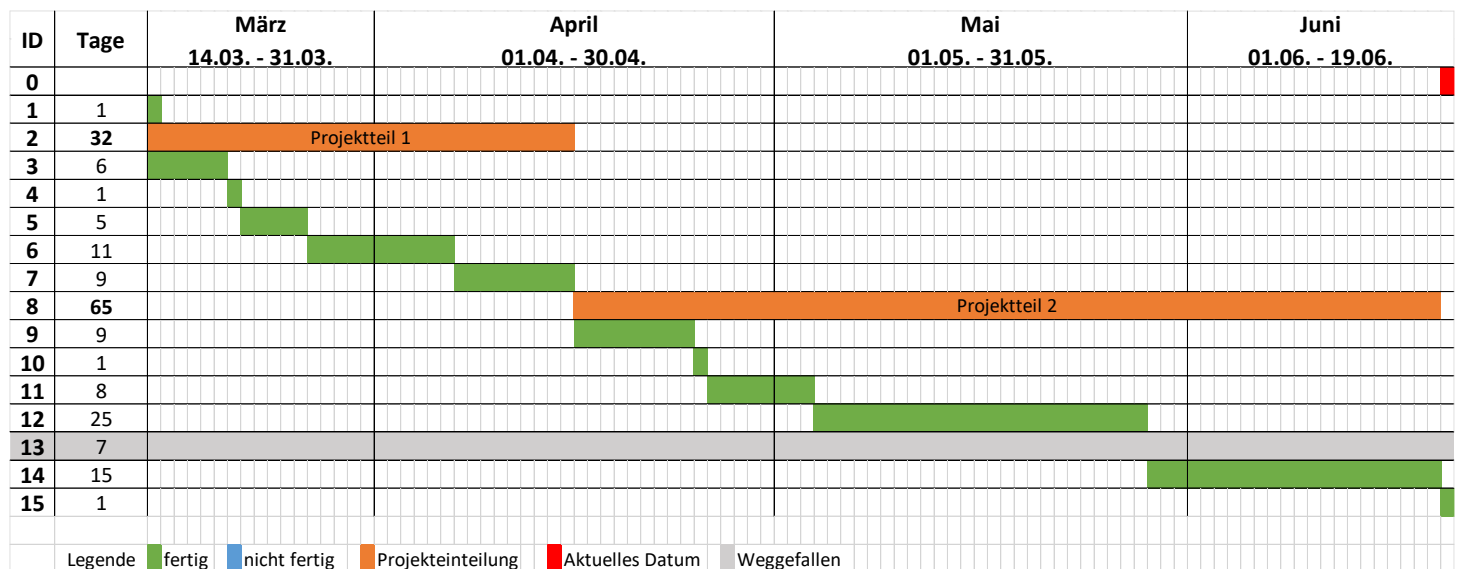 ID Tage März April Mai Juni
14.03. - 31.03. 01.04. - 30.04. 01.05. - 31.05. 01.06. - 19.06.
0
1 1
2 32 Projektteil 1
3 6
4 1
5 5
6 11
7 9
8 65 Projektteil 2
9 9
10 1
11 8
12 25
13 7
14 15
15 1
Legende fertig nicht fertig Projekteinteilung Aktuelles Datum Weggefallen